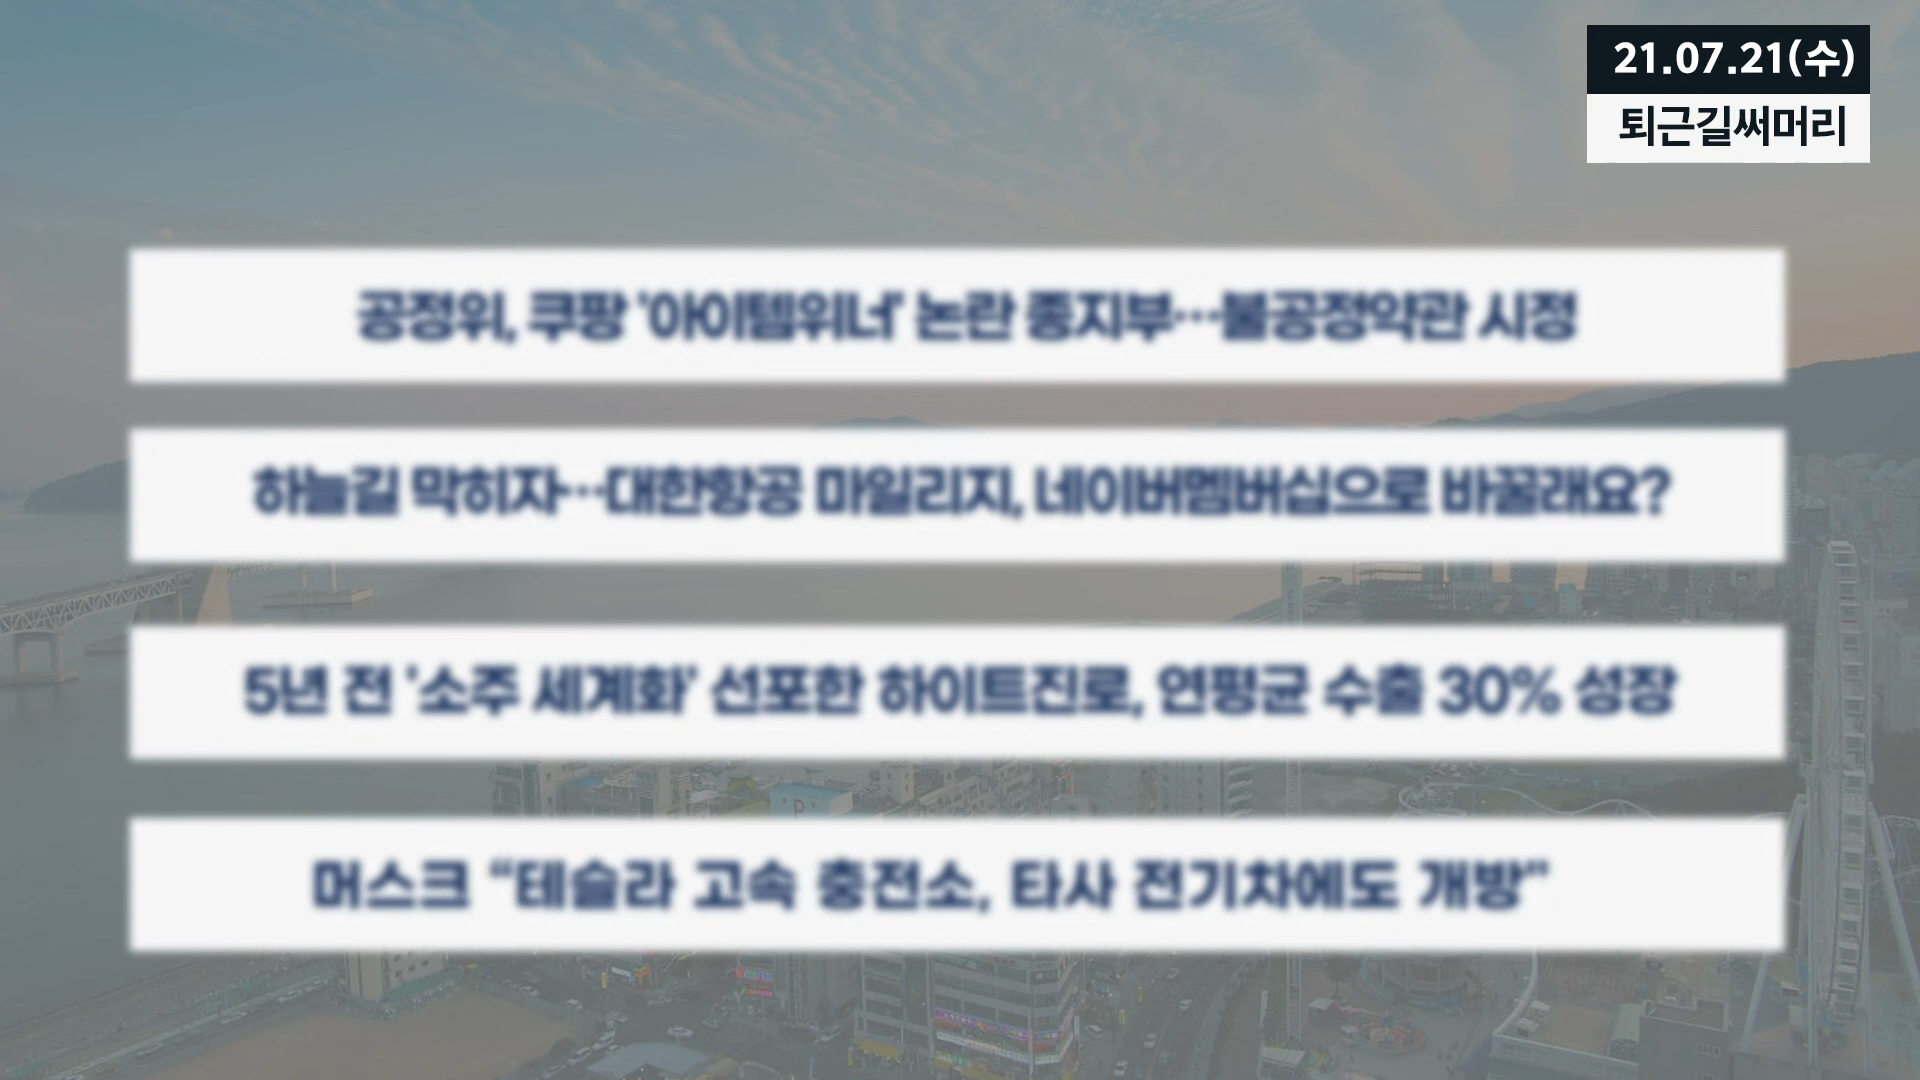 21.07.21(수)
퇴근길써머리
공정위, 쿠팡 '아이템위너' 논란 종지부…불공정약관 시정
하늘길 막히자…대한항공 마일리지, 네이버멤버십으로 바꿀래요?
5년 전 '소주 세계화' 선포한 하이트진로, 연평균 수출 30% 성장
머스크 “테슬라 고속 충전소, 타사 전기차에도 개방”